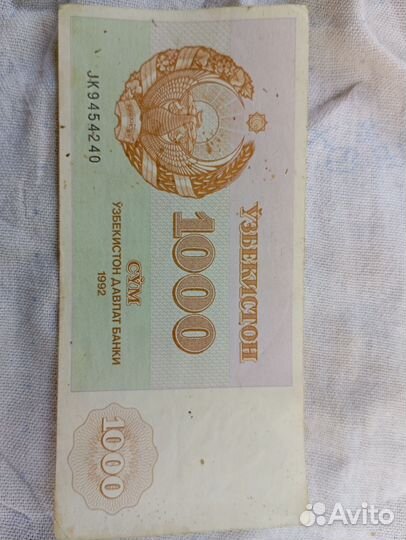 ЎЗБЕКИСТОН
1000
СЎМ
ЎЗБЕКИСТОН ДАВЛАТ БАНКИ
1992
JK9454240
1000
Avito